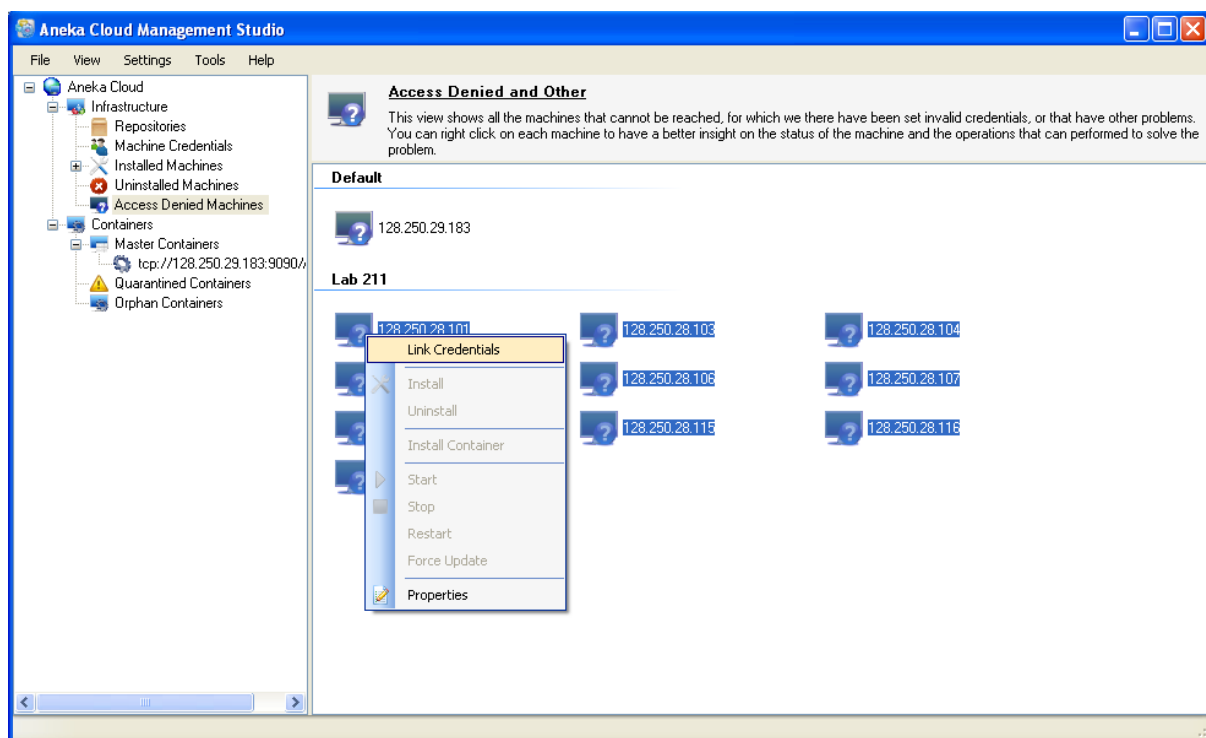 Aneka Cloud Management Studio
File View Settings Tools Help
Aneka Cloud
Infrastructure
Repositories
Machine Credentials
Installed Machines
Uninstalled Machines
Access Denied Machines
Containers
Master Containers
tcp://128.250.29.183:9090/
Quarantined Containers
Orphan Containers
Access Denied and Other
This view shows all the machines that cannot be reached, for which we there have been set invalid credentials, or that have other problems.
You can right click on each machine to have a better insight on the status of the machine and the operations that can performed to solve the
problem.
Default
128.250.29.183
Lab 211
128.250.28.101 128.250.28.103 128.250.28.104
128.250.28.106 128.250.28.107
128.250.28.115 128.250.28.116
Link Credentials
Install
Uninstall
Install Container
Start
Stop
Restart
Force Update
Properties